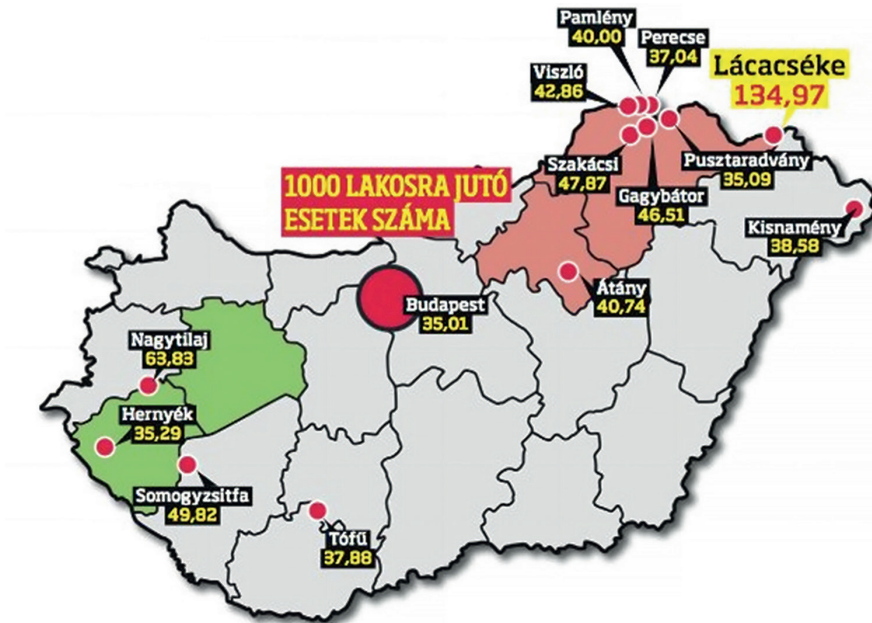 Pamlény
40,00
Perecse
37,04
Viszló
42,86
Lácacséke
134,97
Szakácsi
47,87
Pusztaradvány
35,09
Gagybátor
46,51
1000 LAKOSRA JUTÓ
ESETEK SZÁMA
Kisnamény
38,58
Budapest
35,01
Átány
40,74
Nagytilaj
63,83
Hernyék
35,29
Somogyzsitfa
49,82
Tófü
37,88